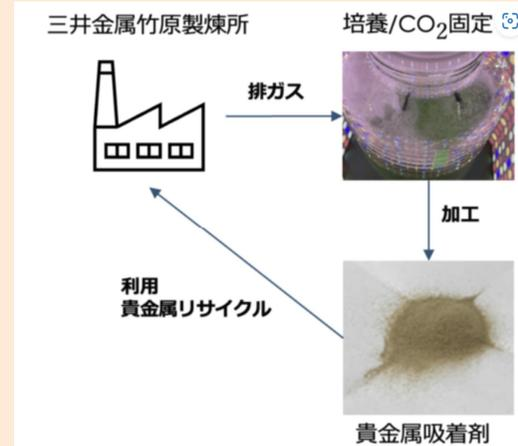 三井金属竹原製煉所
培養/CO₂固定
排ガス
加工
利用
貴金属リサイクル
貴金属吸着剤